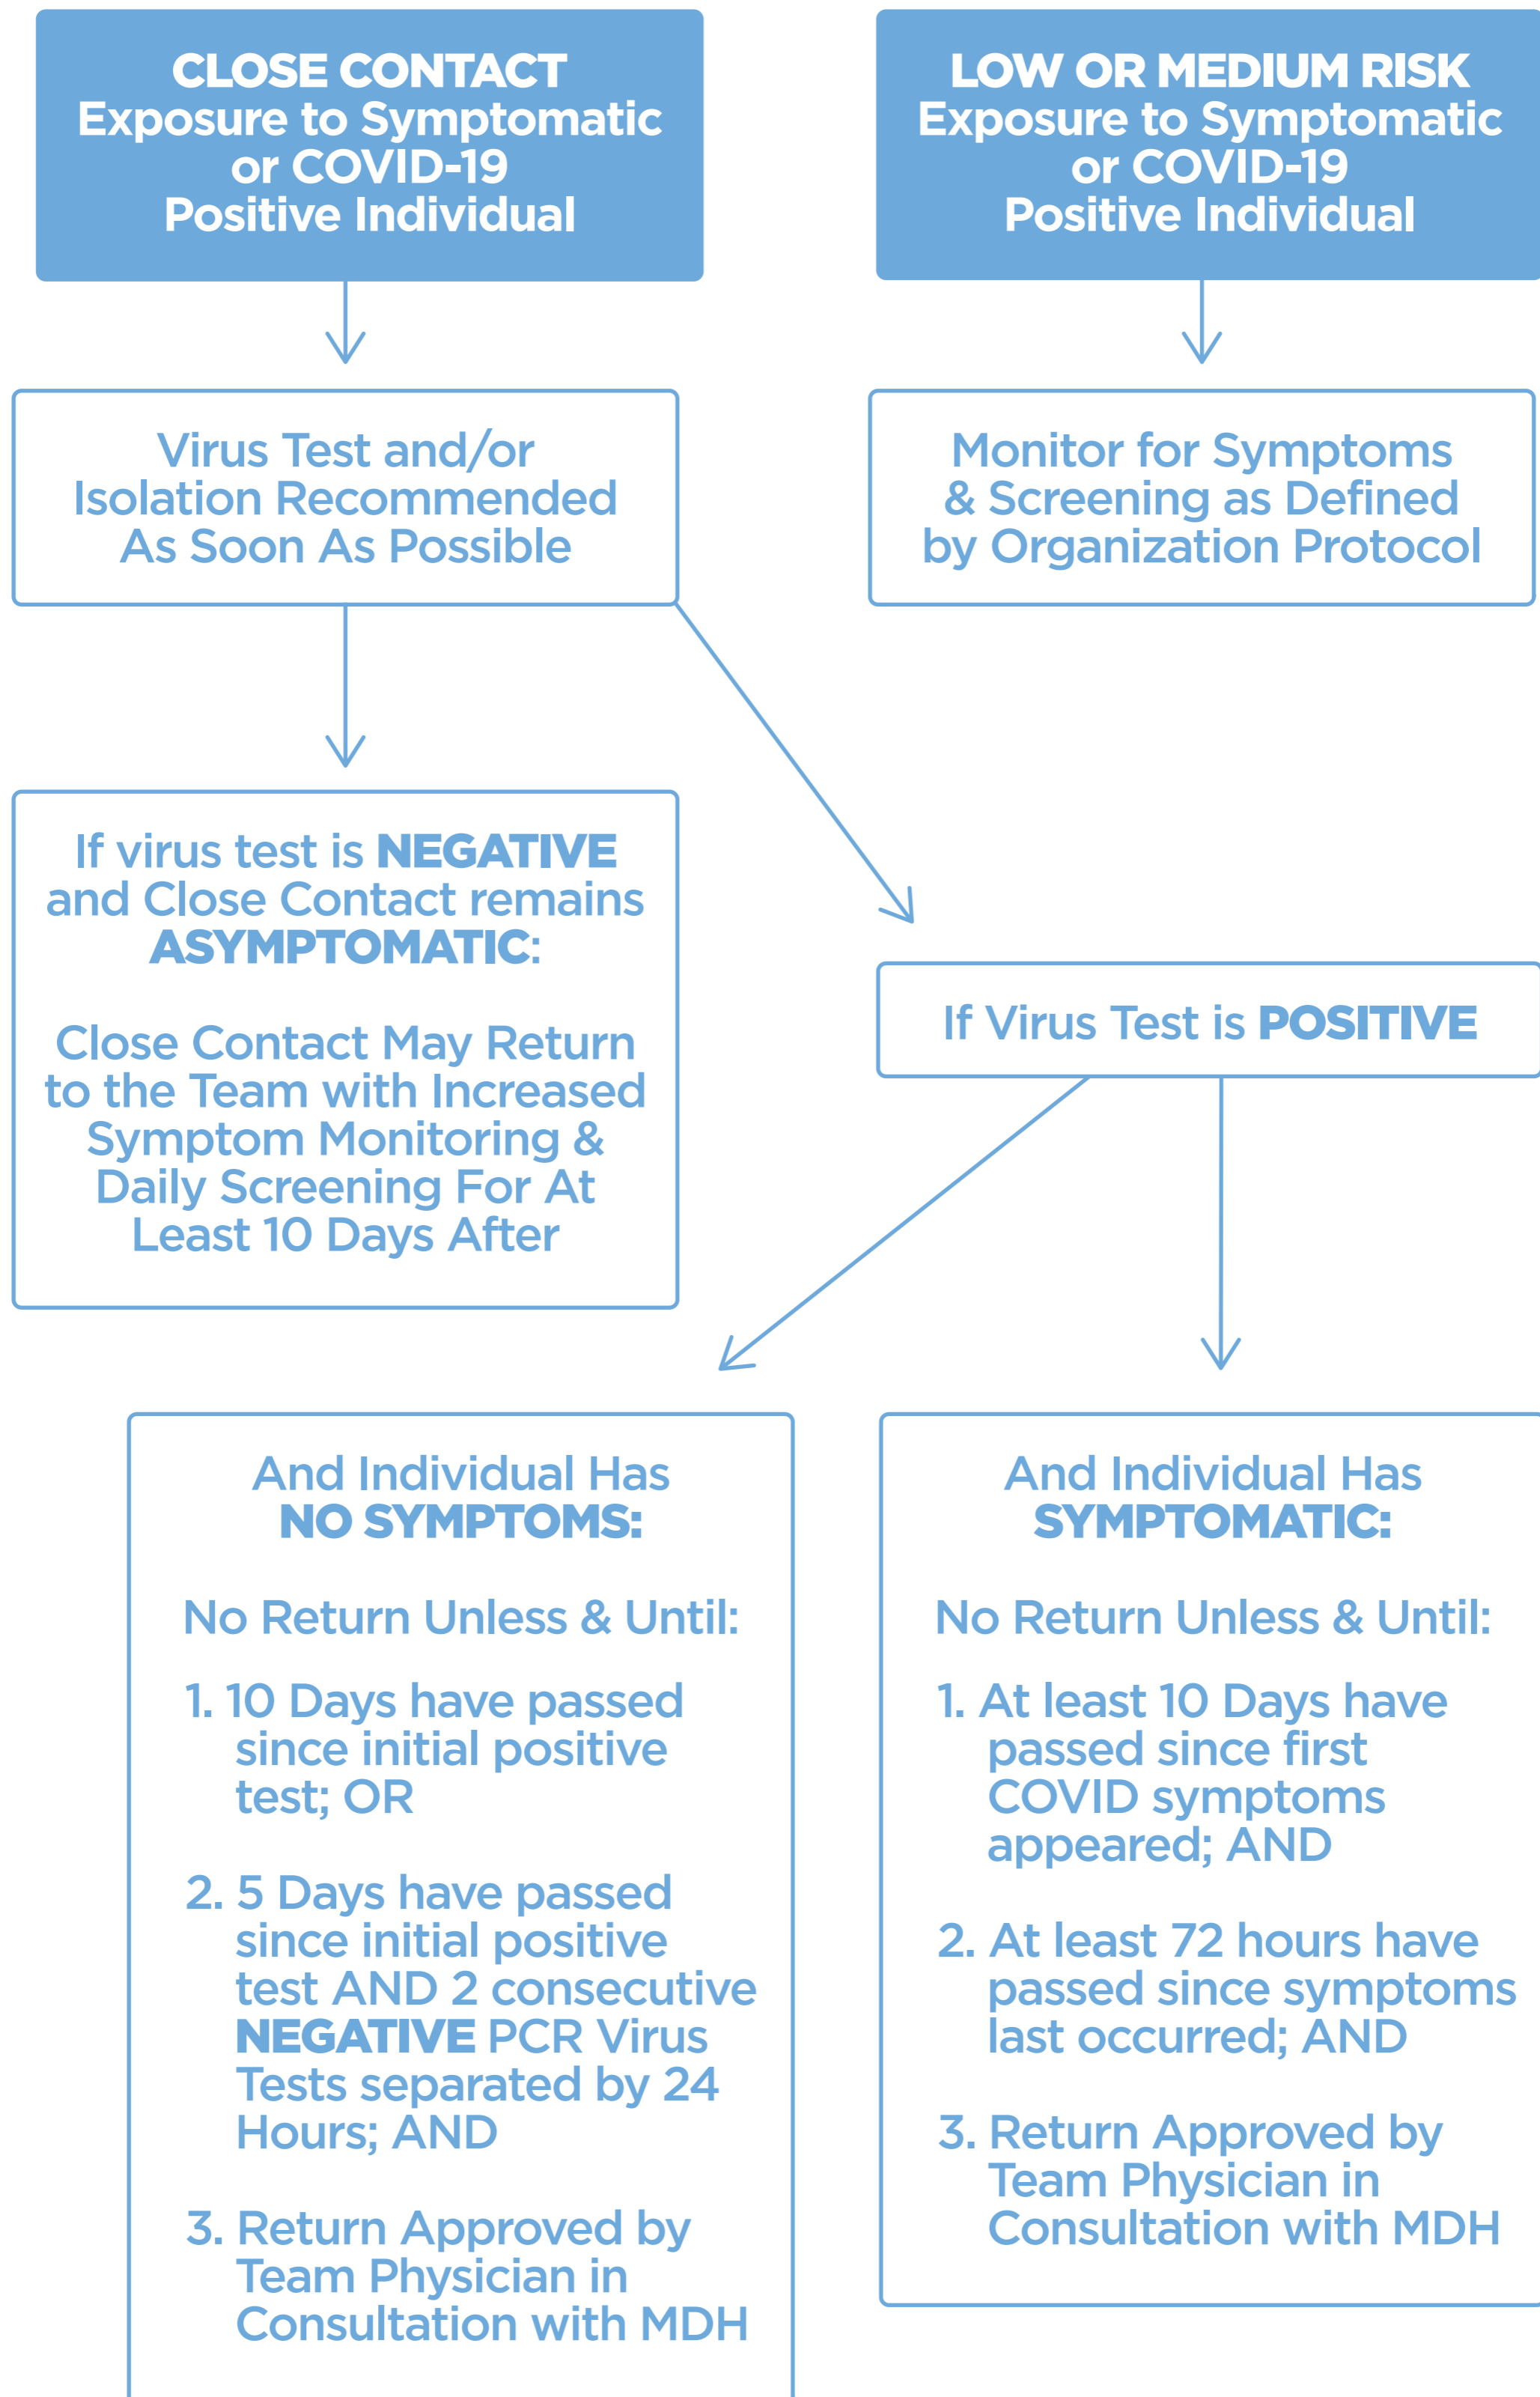 CLOSE CONTACT
Exposure to Symptomatic
or COVID-19
Positive Individual
LOW OR MEDIUM RISK
Exposure to Symptomatic
or COVID-19
Positive Individual
Virus Test and/or
Isolation Recommended
As Soon As Possible
Monitor for Symptoms
& Screening as Defined
by Organization Protocol
If virus test is NEGATIVE
and Close Contact remains
ASYMPTOMATIC:
Close Contact May Return
to the Team with Increased
Symptom Monitoring &
Daily Screening For At
Least 10 Days After
If Virus Test is POSITIVE
And Individual Has
NO SYMPTOMS:
No Return Unless & Until:
1. 10 Days have passed
since initial positive
test; OR
2. 5 Days have passed
since initial positive
test AND 2 consecutive
NEGATIVE PCR Virus
Tests separated by 24
Hours; AND
3. Return Approved by
Team Physician in
Consultation with MDH
And Individual Has
SYMPTOMATIC:
No Return Unless & Until:
1. At least 10 Days have
passed since first
COVID symptoms
appeared; AND
2. At least 72 hours have
passed since symptoms
last occurred; AND
3. Return Approved by
Team Physician in
Consultation with MDH